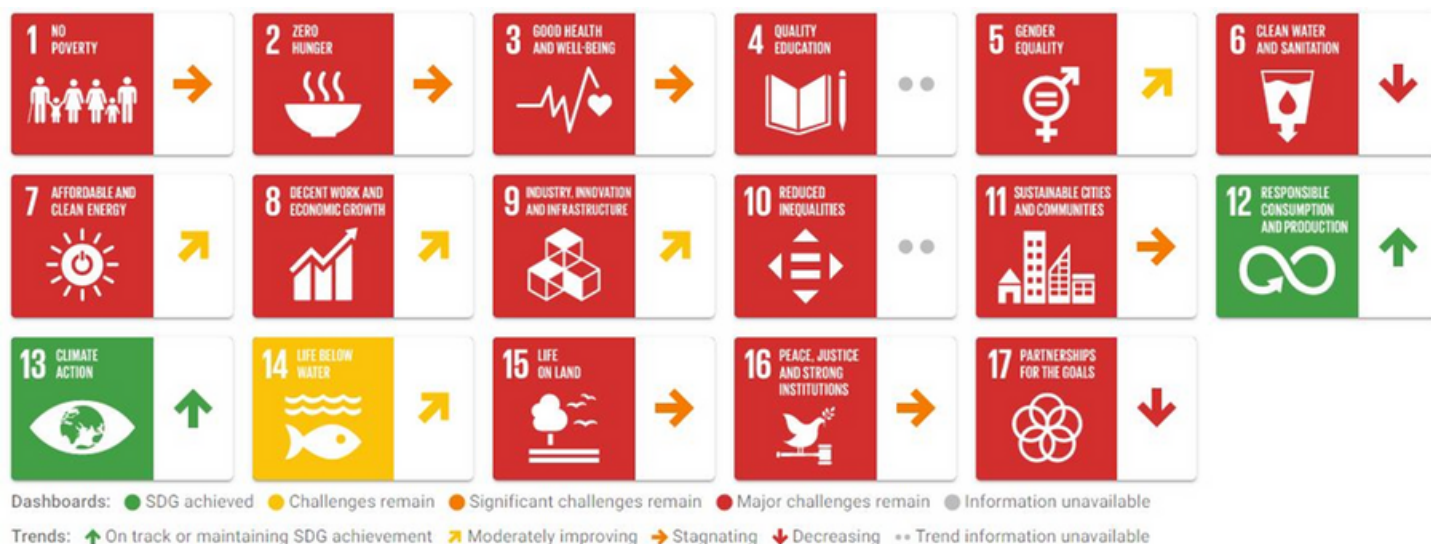 1 NO
POVERTY
2 ZERO
HUNGER
3 GOOD HEALTH
AND WELL-BEING
4 QUALITY
EDUCATION
5 GENDER
EQUALITY
6 CLEAN WATER
AND SANITATION
7 AFFORDABLE AND
CLEAN ENERGY
8 DECENT WORK AND
ECONOMIC GROWTH
9 INDUSTRY, INNOVATION
AND INFRASTRUCTURE
10 REDUCED
INEQUALITIES
11 SUSTAINABLE CITIES
AND COMMUNITIES
12 RESPONSIBLE
CONSUMPTION
AND PRODUCTION
13 CLIMATE
ACTION
14 LIFE BELOW
WATER
15 LIFE
ON LAND
16 PEACE, JUSTICE
AND STRONG
INSTITUTIONS
17 PARTNERSHIPS
FOR THE GOALS
Dashboards: SDG achieved Challenges remain Significant challenges remain Major challenges remain Information unavailable
Trends: On track or maintaining SDG achievement Moderately improving Stagnating Decreasing Trend information unavailable